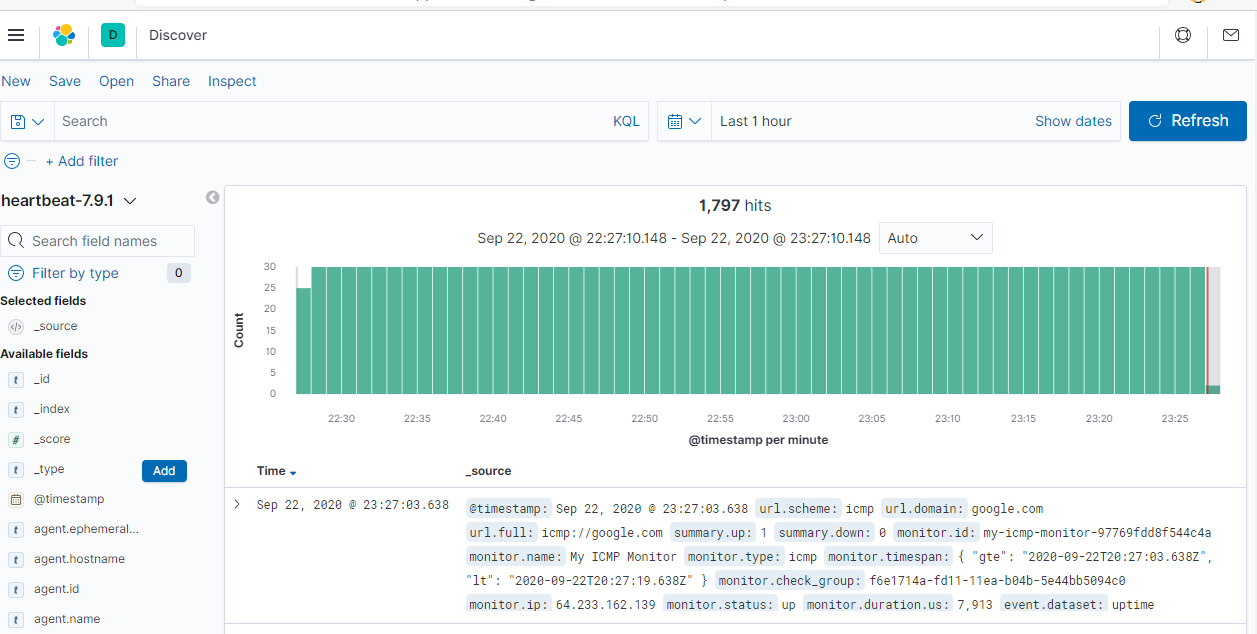 D Discover
New Save Open Share Inspect
Search KQL Last 1 hour Show dates Refresh
+ Add filter
heartbeat-7.9.1
Search field names
Filter by type 0
Selected fields
_source
Available fields
t _id
t _index
# _score
t _type Add
@timestamp
t agent.ephemeral...
t agent.hostname
t agent.id
t agent.name
1,797 hits
Sep 22, 2020 @ 22:27:10.148 - Sep 22, 2020 @ 23:27:10.148 Auto
Count
30
25
20
15
10
5
0
22:30 22:35 22:40 22:45 22:50 22:55 23:00 23:05 23:10 23:15 23:20 23:25
@timestamp per minute
Time _source
Sep 22, 2020 @ 23:27:03.638
@timestamp: Sep 22, 2020 @ 23:27:03.638 url.scheme: icmp url.domain: google.com
url.full: icmp://google.com summary.up: 1 summary.down: 0 monitor.id: my-icmp-monitor-97769fdd8f544c4a
monitor.name: My ICMP Monitor monitor.type: icmp monitor.timespan: { "gte": "2020-09-22T20:27:03.638Z",
"lt": "2020-09-22T20:27:19.638Z" } monitor.check_group: f6e1714a-fd11-11ea-b04b-5e44bb5094c0
monitor.ip: 64.233.162.139 monitor.status: up monitor.duration.us: 7,913 event.dataset: uptime